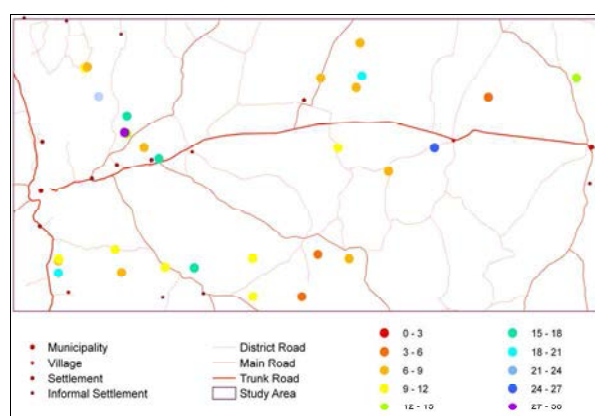 Municipality
Village
Settlement
Informal Settlement
District Road
Main Road
Trunk Road
Study Area
0 - 3
3 - 6
6 - 9
9 - 12
15 - 18
18 - 21
21 - 24
24 - 27